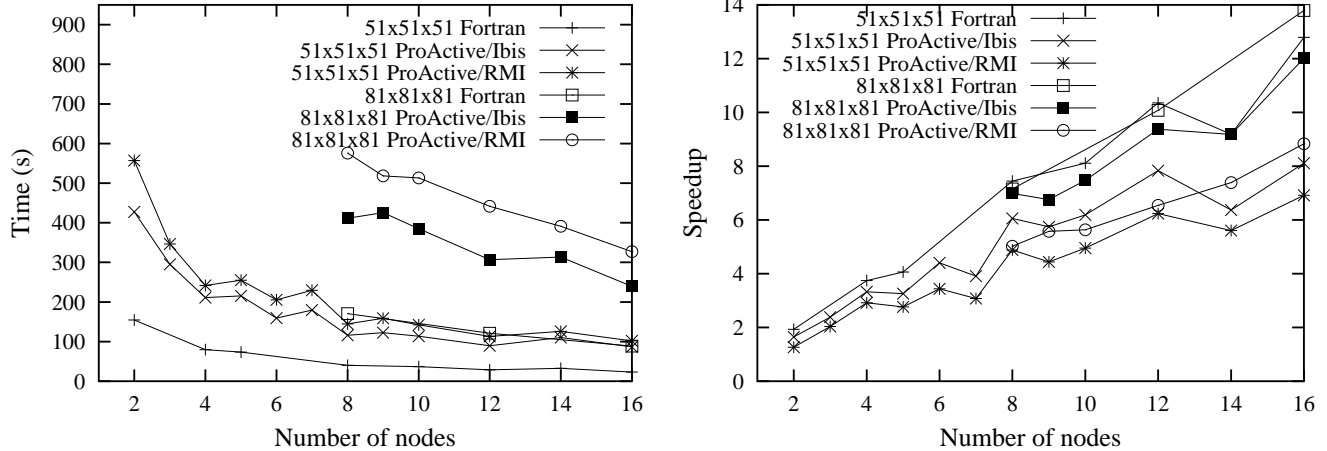 900
800
700
600
500
400
300
200
100
0
Time (s)
51x51x51 Fortran
51x51x51 ProActive/Ibis
51x51x51 ProActive/RMI
81x81x81 Fortran
81x81x81 ProActive/Ibis
81x81x81 ProActive/RMI
2 4 6 8 10 12 14 16
Number of nodes
14
12
10
8
6
4
2
0
Speedup
51x51x51 Fortran
51x51x51 ProActive/Ibis
51x51x51 ProActive/RMI
81x81x81 Fortran
81x81x81 ProActive/Ibis
81x81x81 ProActive/RMI
2 4 6 8 10 12 14 16
Number of nodes